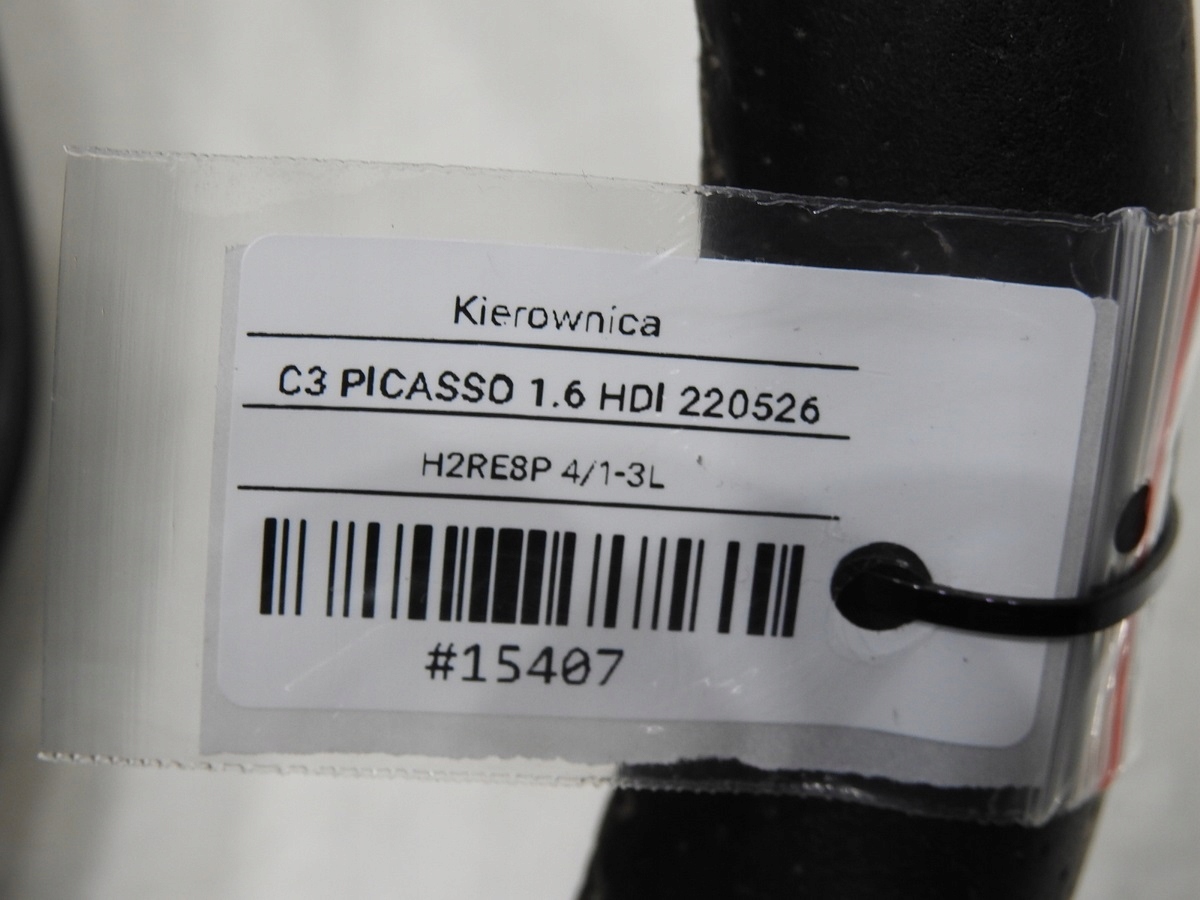 Kierownica
C3 PICASSO 1.6 HDI 220526
H2RE8P 4/1-3L
#15407